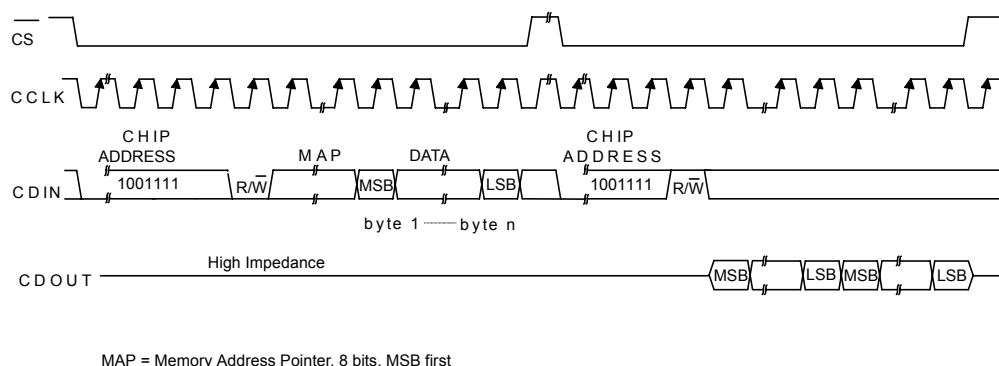 CS
CCLK
CHIP
ADDRESS
MAP
DATA
CHIP
ADDRESS
CDIN
1001111
R/W
MSB
LSB
1001111
R/W
byte 1
byte n
High Impedance
CDOUT
MSB
LSB
MSB
LSB
MAP = Memory Address Pointer, 8 bits, MSB first